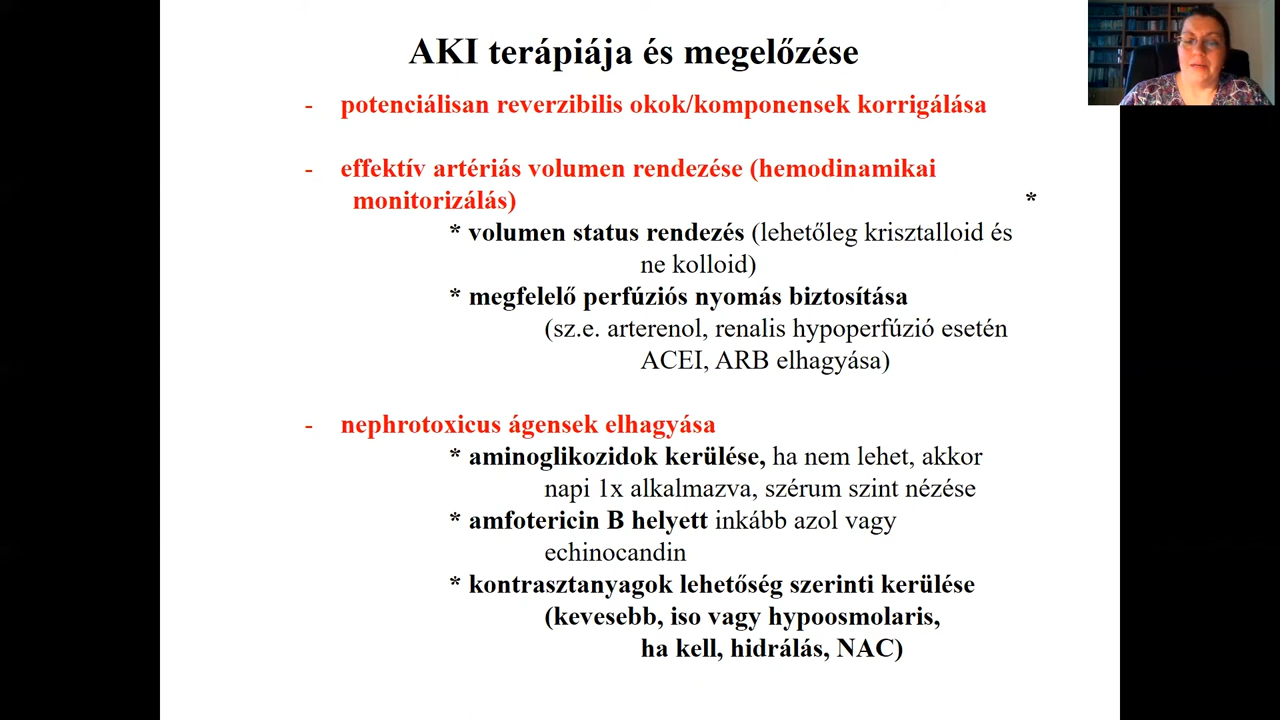 AKI terápiája és megelőzése
- potenciálisan reverzibilis okok/komponensek korrigálása
- effektív artériás volumen rendezése (hemodinamikai
monitorizálás) *
* volumen status rendezés (lehetőleg krisztalloid és
ne kolloid)
* megfelelő perfúziós nyomás biztosítása
(sz.e. arterenol, renalis hypoperfúzió esetén
ACEI, ARB elhagyása)
- nephrotoxicus ágensek elhagyása
* aminoglikozidok kerülése, ha nem lehet, akkor
napi 1x alkalmazva, szérum szint nézése
* amfotericin B helyett inkább azol vagy
echinocandin
* kontrasztanyagok lehetőség szerinti kerülése
(kevesebb, iso vagy hypoosmolaris,
ha kell, hidrálás, NAC)